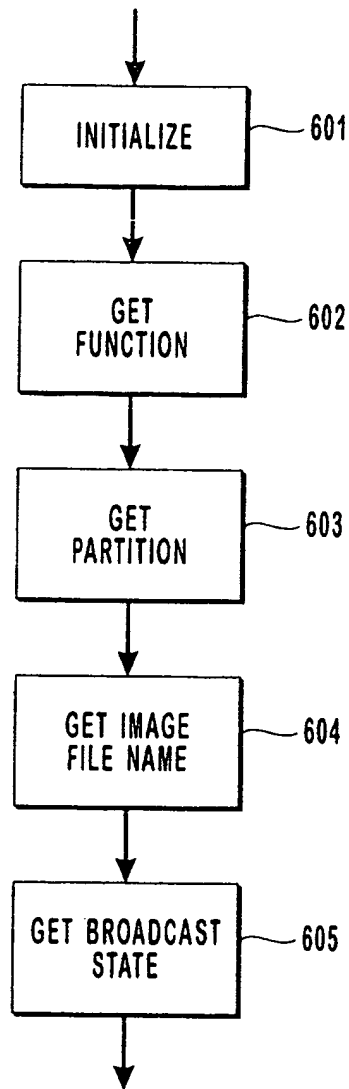 INITIALIZE
601
GET
FUNCTION
602
GET
PARTITION
603
GET IMAGE
FILE NAME
604
GET BROADCAST
STATE
605